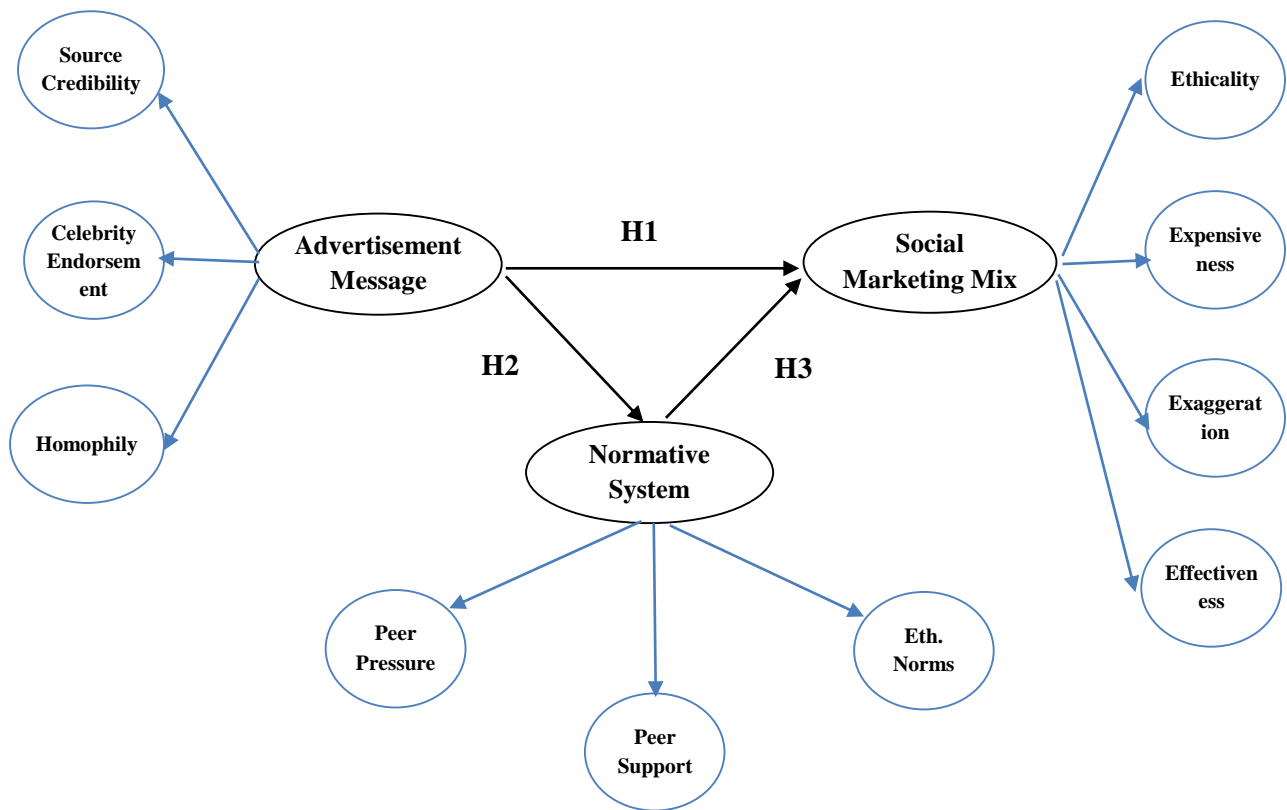 Source
Credibility
Ethicality
Celebrity
Endorsem
ent
Advertisement
Message
H1
Social
Marketing Mix
Expensive
ness
H2
H3
Homophily
Exaggerat
ion
Normative
System
Effectiven
ess
Peer
Pressure
Eth.
Norms
Peer
Support